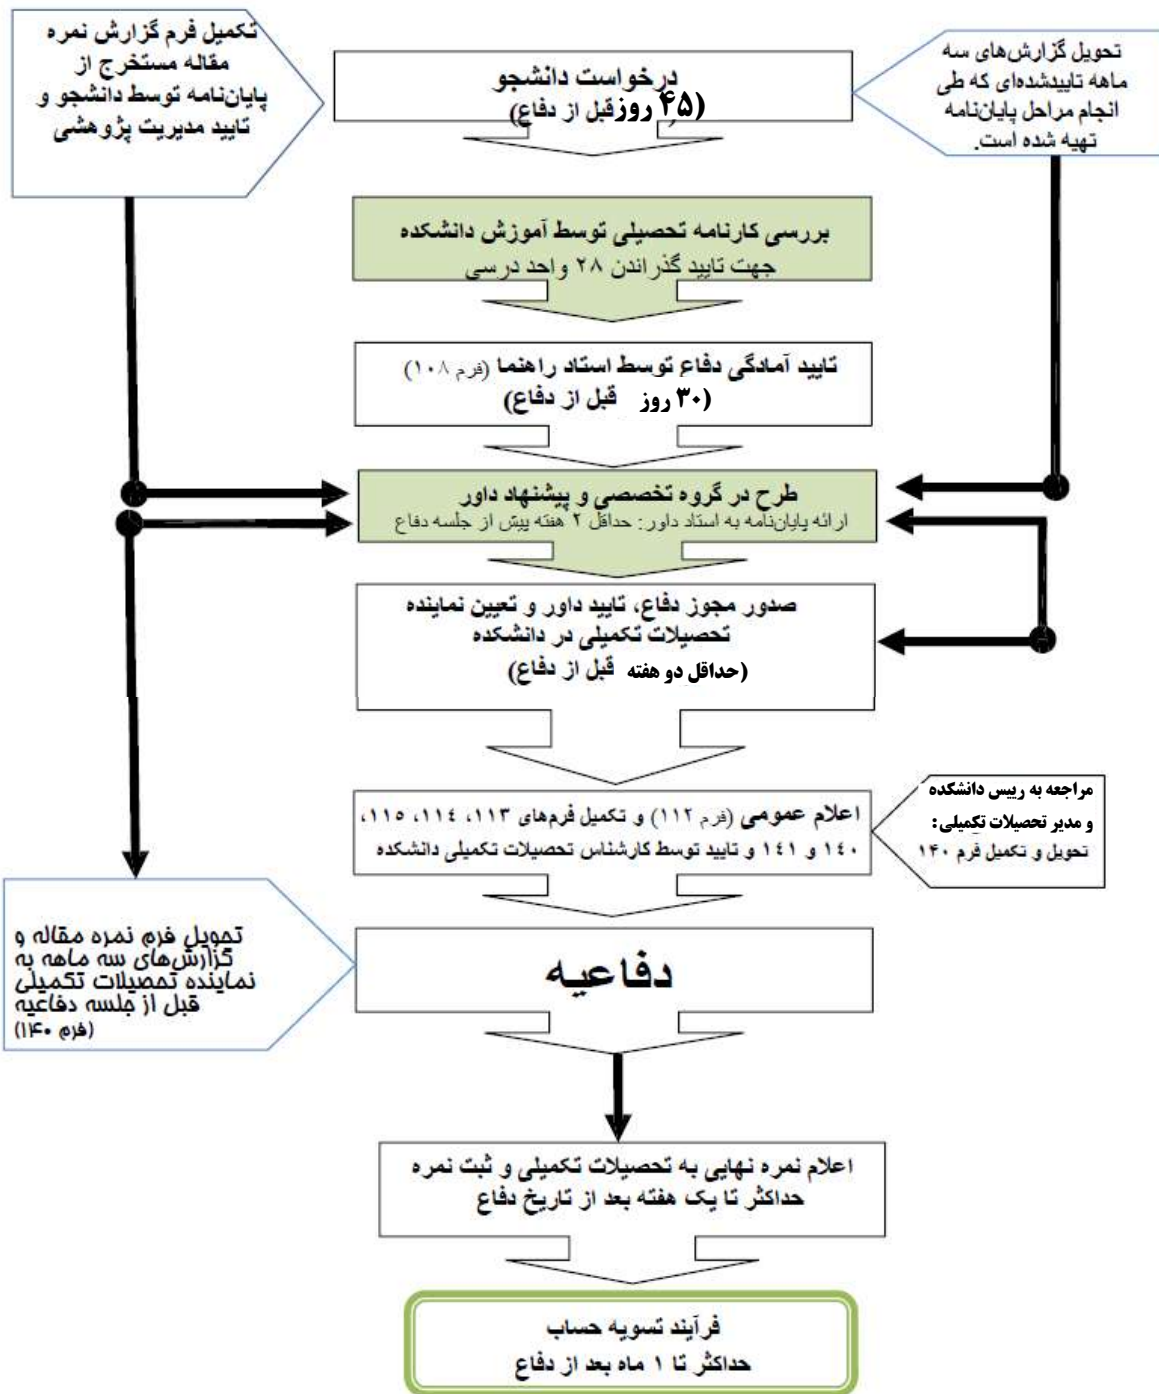 تکمیل فرم گزارش نمره
مقاله مستخرج از
پایان‌نامه توسط دانشجو و
تایید مدیریت پژوهشی
درخواست دانشجو
(۴۵ روز قبل از دفاع)
تحویل گزارش‌های سه
ماهه تاییدشده‌ای که طی
انجام مراحل پایان‌نامه
تهیه شده است.
بررسی کارنامه تحصیلی توسط آموزش دانشکده
جهت تایید گذراندن ۲۸ واحد درسی
تایید آمادگی دفاع توسط استاد راهنما (فرم ۱۰۸)
(۳۰ روز قبل از دفاع)
طرح در گروه تخصصی و پیشنهاد داور
ارائه پایان‌نامه به استاد داور: حداقل ۲ هفته پیش از جلسه دفاع
صدور مجوز دفاع، تایید داور و تعیین نماینده
تحصیلات تکمیلی در دانشکده
(حداقل دو هفته قبل از دفاع)
اعلام عمومی (فرم ۱۱۲) و تکمیل فرم‌های ۱۱۳، ۱۱۴، ۱۱۵،
۱۴۰ و ۱۴۱ و تایید توسط کارشناس تحصیلات تکمیلی دانشکده
مراجعه به رییس دانشکده
و مدیر تحصیلات تکمیلی:
تحویل و تکمیل فرم ۱۴۰
تحویل فرم نمره مقاله و
گزارش‌های سه ماهه به
نماینده تحصیلات تکمیلی
قبل از جلسه دفاعیه
(فرم ۱۴۰)
دفاعیه
اعلام نمره نهایی به تحصیلات تکمیلی و ثبت نمره
حداکثر تا یک هفته بعد از تاریخ دفاع
فرآیند تسویه حساب
حداکثر تا ۱ ماه بعد از دفاع